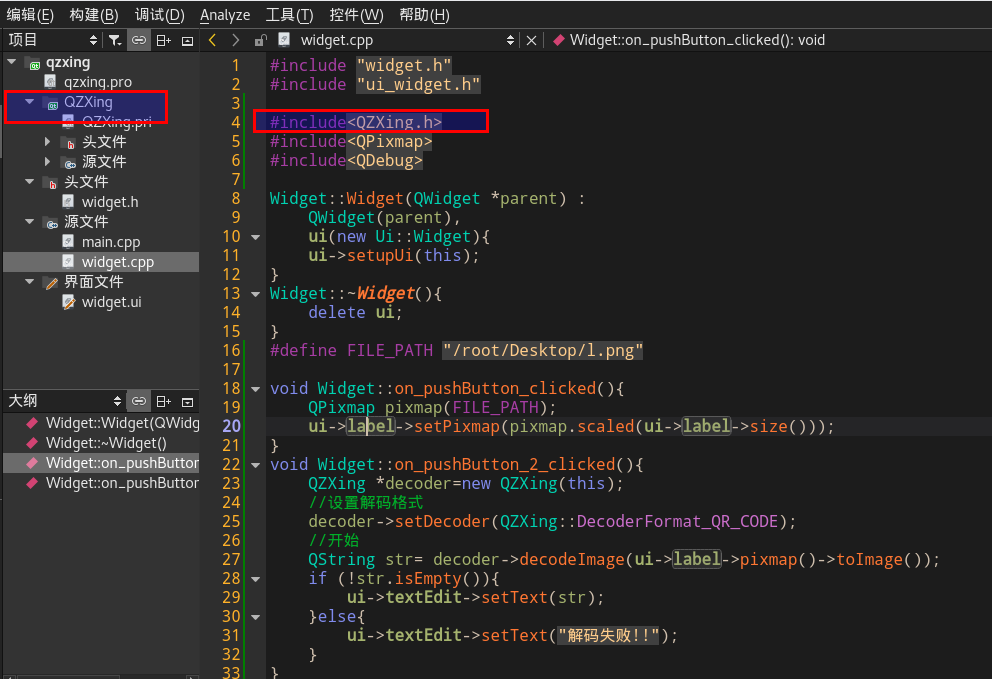 编辑(E) 构建(B) 调试(D) Analyze 工具(T) 控件(W) 帮助(H)
项目
widget.cpp
Widget::on_pushButton_clicked(): void
qzxing
qzxing.pro
QZXing
QZXing.pri
头文件
源文件
头文件
widget.h
源文件
main.cpp
widget.cpp
界面文件
widget.ui
大纲
Widget::Widget(QWidg
Widget::~Widget()
Widget::on_pushButton
Widget::on_pushButton
1 #include "widget.h"
2 #include "ui_widget.h"
3
4 #include<QZXing.h>
5 #include<QPixmap>
6 #include<QDebug>
7
8 Widget::Widget(QWidget *parent) :
9 QWidget(parent),
10 ui(new Ui::Widget){
11 ui->setupUi(this);
12 }
13 Widget::~Widget(){
14 delete ui;
15 }
16 #define FILE_PATH "/root/Desktop/l.png"
17
18 void Widget::on_pushButton_clicked(){
19 QPixmap pixmap(FILE_PATH);
20 ui->label->setPixmap(pixmap.scaled(ui->label->size()));
21 }
22 void Widget::on_pushButton_2_clicked(){
23 QZXing *decoder=new QZXing(this);
24 //设置解码格式
25 decoder->setDecoder(QZXing::DecoderFormat_QR_CODE);
26 //开始
27 QString str= decoder->decodeImage(ui->label->pixmap()->toImage());
28 if (!str.isEmpty()){
29 ui->textEdit->setText(str);
30 }else{
31 ui->textEdit->setText("解码失败!!");
32 }
33 }